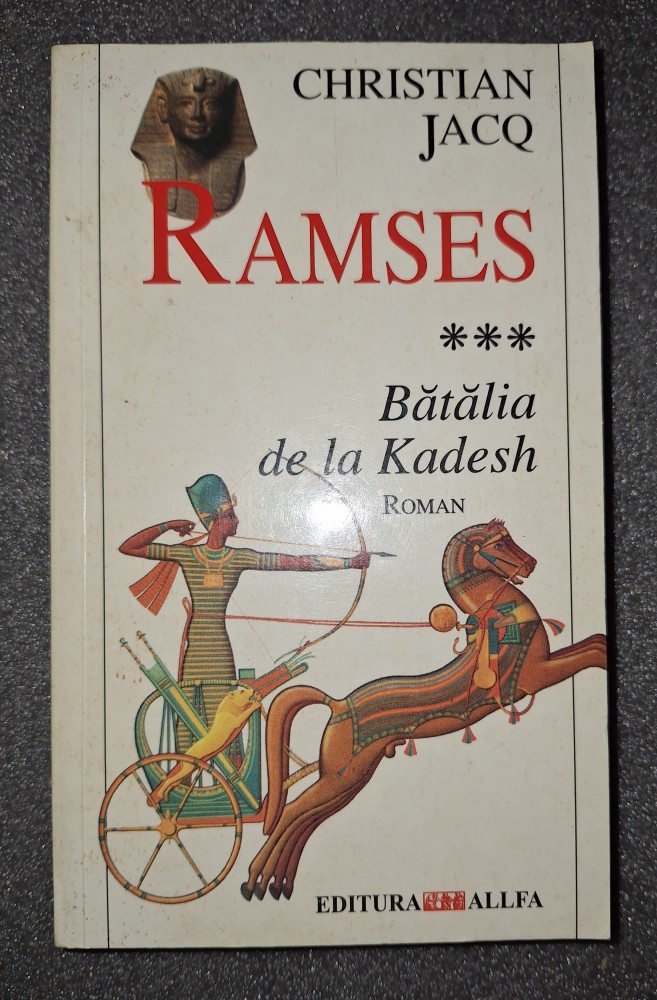 CHRISTIAN
JACQ
RAMSES
***
Bătălia
de la Kadesh
ROMAN
EDITURA ALLFA